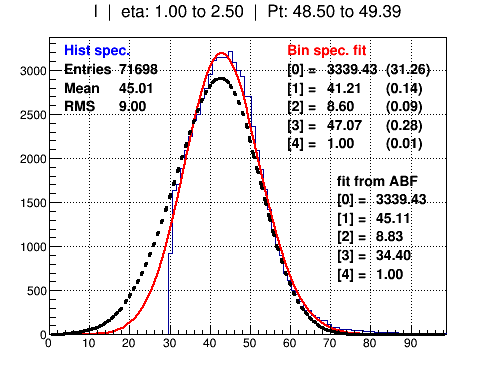 I | eta: 1.00 to 2.50 | Pt: 48.50 to 49.39
Hist spec.
Entries 71698
Mean 45.01
RMS 9.00
Bin spec. fit
[0] = 3339.43 (31.26)
[1] = 41.21 (0.14)
[2] = 8.60 (0.09)
[3] = 47.07 (0.28)
[4] = 1.00 (0.01)
fit from ABF
[0] = 3339.43
[1] = 45.11
[2] = 8.83
[3] = 34.40
[4] = 1.00
3000
2500
2000
1500
1000
500
0
0 10 20 30 40 50 60 70 80 90